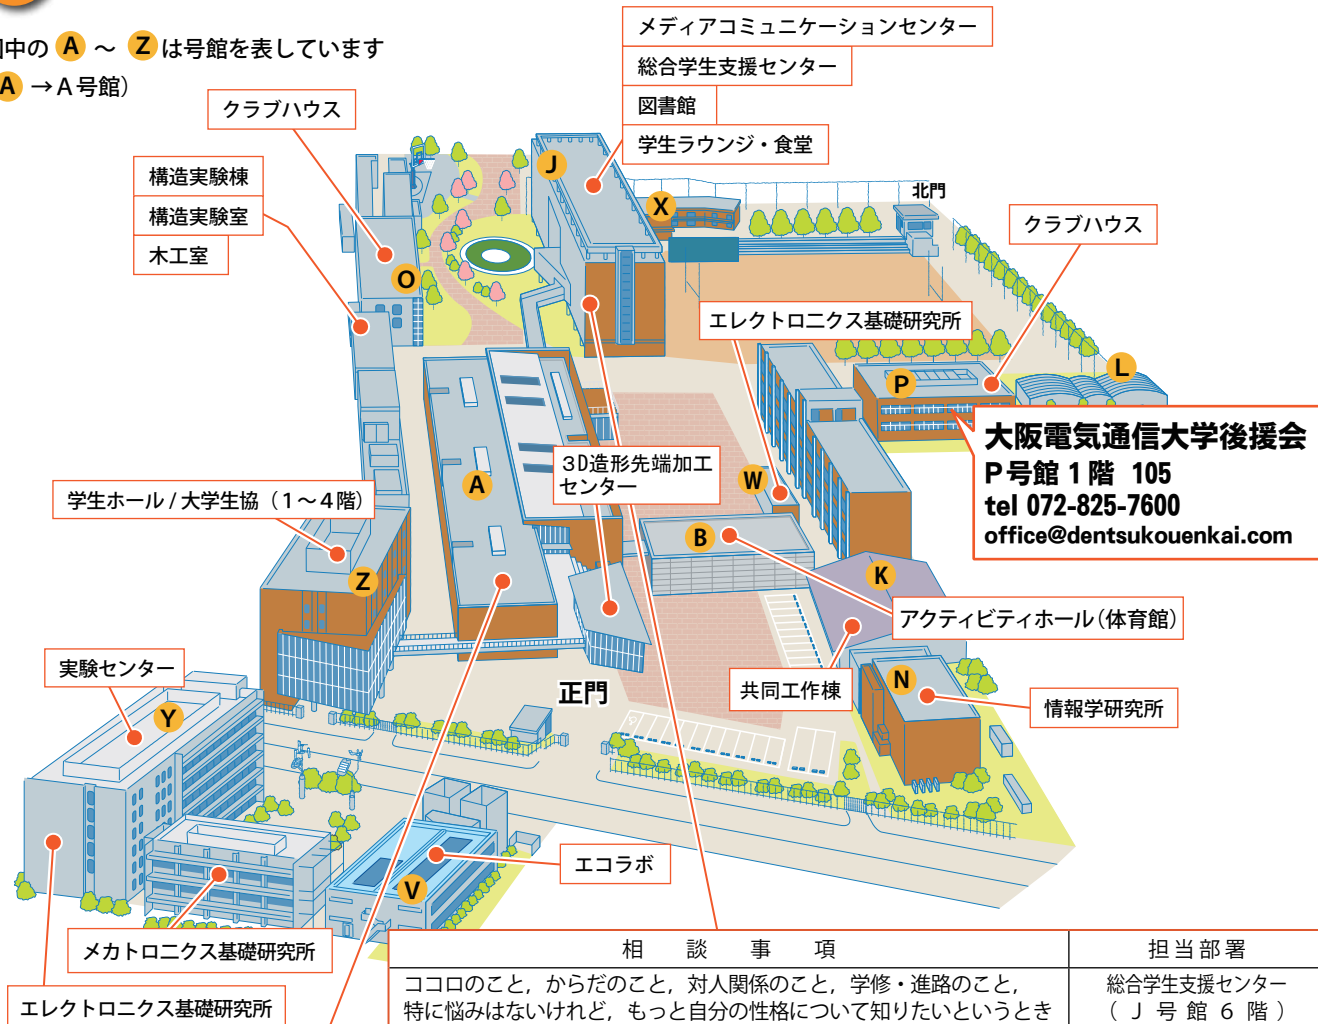 中の A ～ Z は号館を表しています
A →A号館）
メディアコミュニケーションセンター
総合学生支援センター
図書館
学生ラウンジ・食堂
クラブハウス
構造実験棟
構造実験室
木工室
J
X
北門
クラブハウス
O
エレクトロニクス基礎研究所
P
L
大阪電気通信大学後援会
P号館 1階 105
tel 072-825-7600
office@dentsukouenkai.com
3D造形先端加工
センター
A
W
学生ホール / 大学生協（1～4階）
B
Z
K
アクティビティホール（体育館）
実験センター
正門
共同工作棟
N
情報学研究所
Y
エコラボ
V
メカトロニクス基礎研究所
エレクトロニクス基礎研究所
相談事項 担当部署
ココロのこと，からだのこと，対人関係のこと，学修・進路のこと，
特に悩みはないけれど，もっと自分の性格について知りたいというとき
総合学生支援センター
（J号館6階）